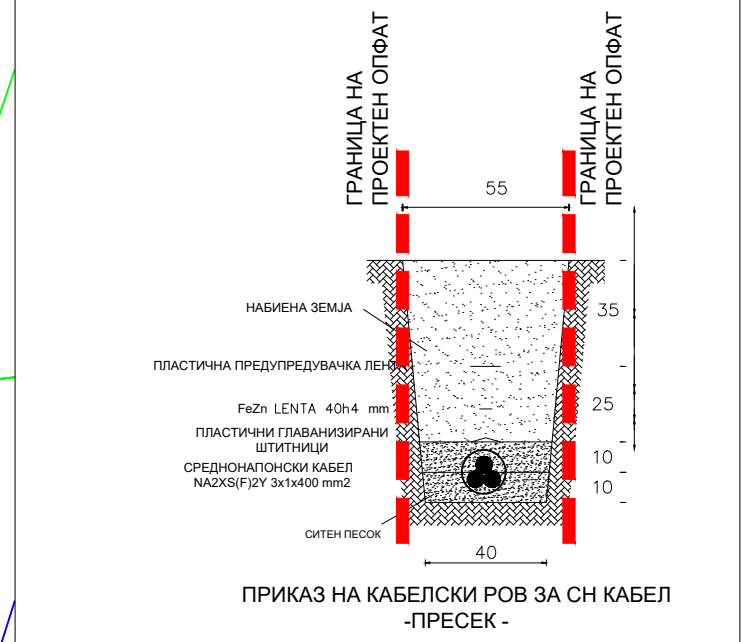 ГРАНИЦА НА
ПРОЕКТЕН ОПФАТ
ГРАНИЦА НА
ПРОЕКТЕН ОПФАТ
55
НАБИЕНА ЗЕМЈА
35
ПЛАСТИЧНА ПРЕДУПРЕДУВАЧКА ЛЕН
FeZn LENTA 40h4 mm
25
ПЛАСТИЧНИ ГЛАВАНИЗИРАНИ
ШТИТНИЦИ
10
СРЕДНОНАПОНСКИ КАБЕЛ
NA2XS(F)2Y 3x1x400 mm2
10
СИТЕН ПЕСОК
40
ПРИКАЗ НА КАБЕЛСКИ РОВ ЗА СН КАБЕЛ
-ПРЕСЕК -